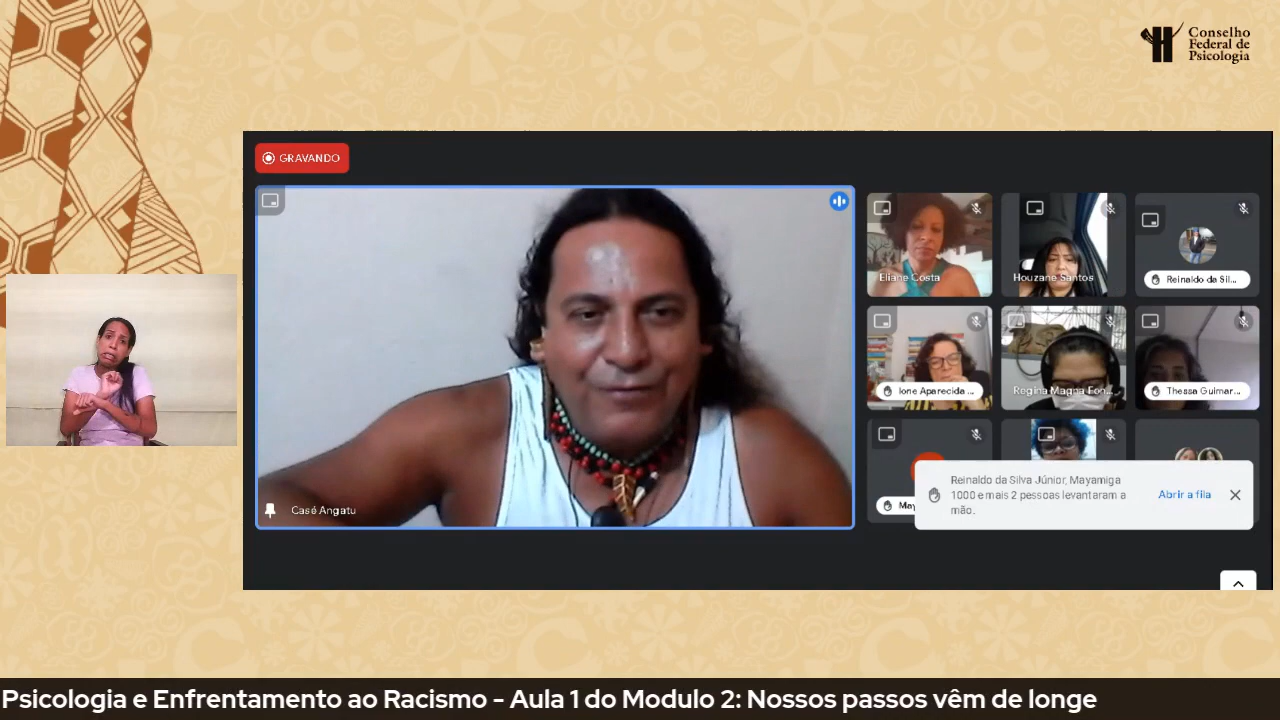 Conselho
Federal de
Psicologia
GRAVANDO
Eliane Costa
Houzane Santos
Reinaldo da Sil...
Ione Aparecida ...
Regina Magna Fon...
Thessa Guimar...
May
Reinaldo da Silva Júnior, Mayamiga
1000 e mais 2 pessoas levantaram a
mão.
Abrir a fila
Casé Angatu
Psicologia e Enfrentamento ao Racismo - Aula 1 do Modulo 2: Nossos passos vêm de longe